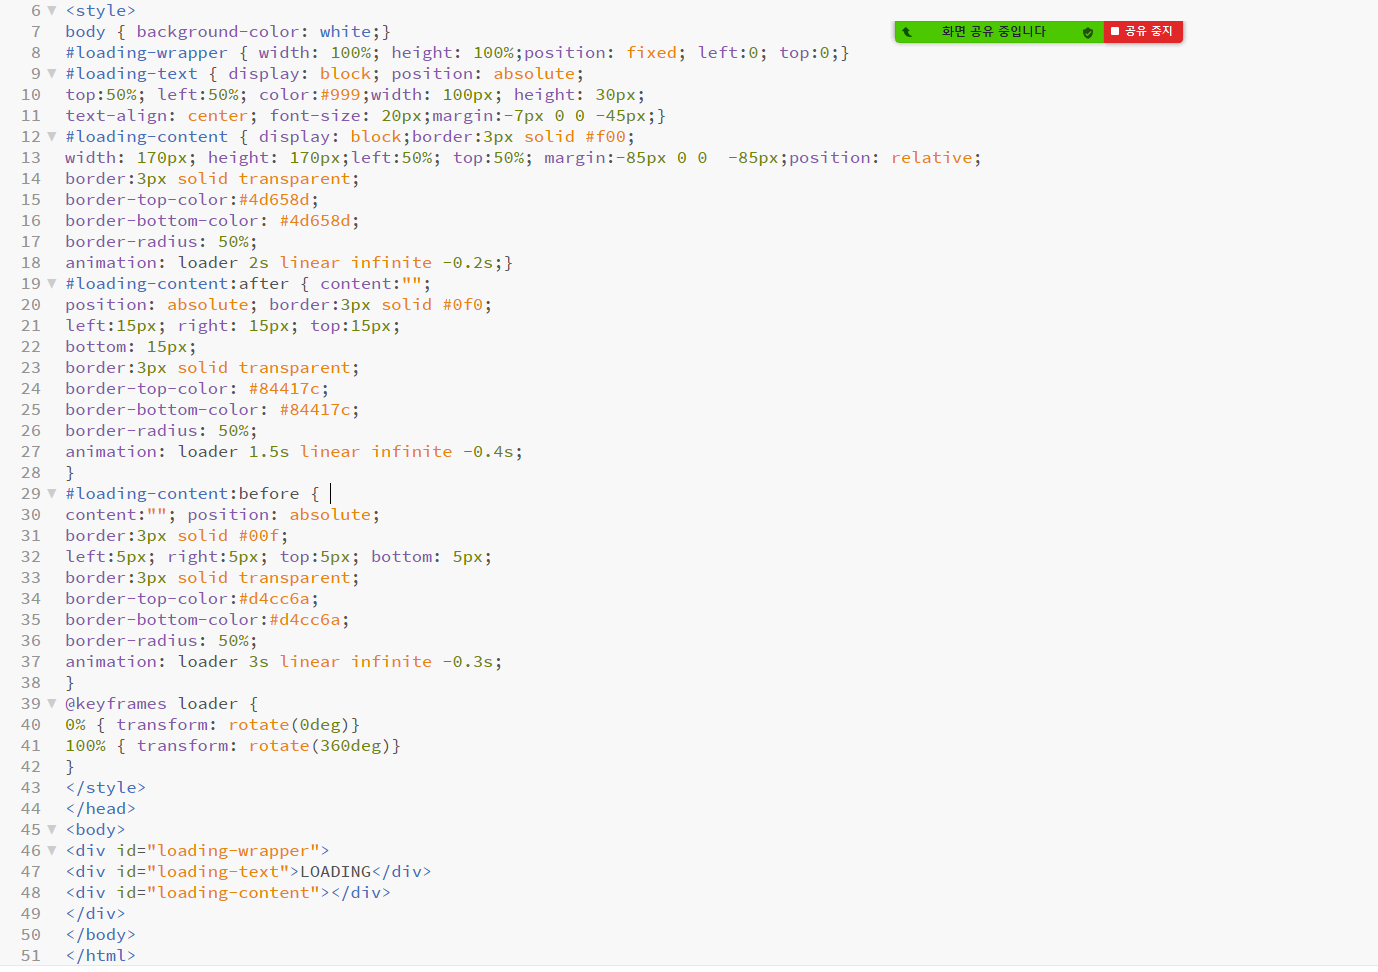 6 <style>
7 body { background-color: white;}
화면 공유 중입니다 공유 중지
8 #loading-wrapper { width: 100%; height: 100%;position: fixed; left:0; top:0;}
9 #loading-text { display: block; position: absolute;
10 top:50%; left:50%; color:#999;width: 100px; height: 30px;
11 text-align: center; font-size: 20px;margin:-7px 0 0 -45px;}
12 #loading-content { display: block;border:3px solid #f00;
13 width: 170px; height: 170px;left:50%; top:50%; margin:-85px 0 0  -85px;position: relative;
14 border:3px solid transparent;
15 border-top-color:#4d658d;
16 border-bottom-color: #4d658d;
17 border-radius: 50%;
18 animation: loader 2s linear infinite -0.2s;}
19 #loading-content:after { content:"";
20 position: absolute; border:3px solid #0f0;
21 left:15px; right: 15px; top:15px;
22 bottom: 15px;
23 border:3px solid transparent;
24 border-top-color: #84417c;
25 border-bottom-color: #84417c;
26 border-radius: 50%;
27 animation: loader 1.5s linear infinite -0.4s;
28 }
29 #loading-content:before {
30 content:""; position: absolute;
31 border:3px solid #00f;
32 left:5px; right:5px; top:5px; bottom: 5px;
33 border:3px solid transparent;
34 border-top-color:#d4cc6a;
35 border-bottom-color:#d4cc6a;
36 border-radius: 50%;
37 animation: loader 3s linear infinite -0.3s;
38 }
39 @keyframes loader {
40 0% { transform: rotate(0deg)}
41 100% { transform: rotate(360deg)}
42 }
43 </style>
44 </head>
45 <body>
46 <div id="loading-wrapper">
47 <div id="loading-text">LOADING</div>
48 <div id="loading-content"></div>
49 </div>
50 </body>
51 </html>